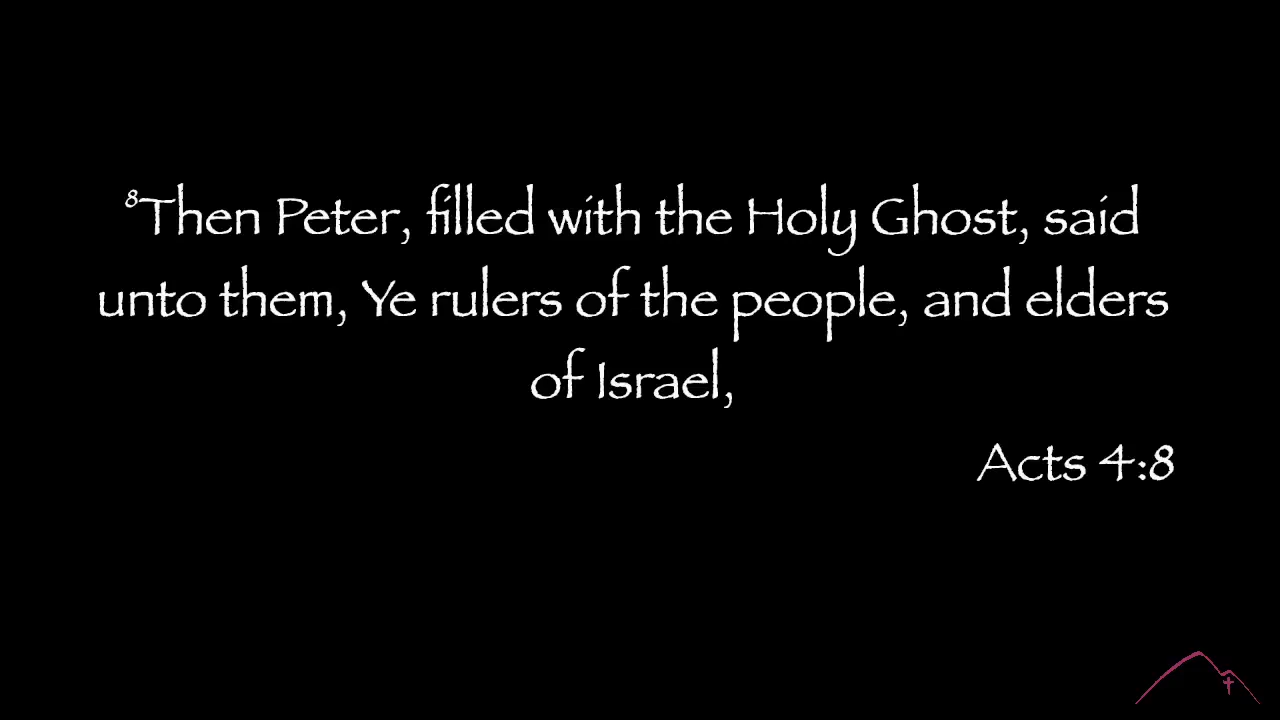 ⁸Then Peter, filled with the Holy Ghost, said
unto them, Ye rulers of the people, and elders
of Israel,
Acts 4:8